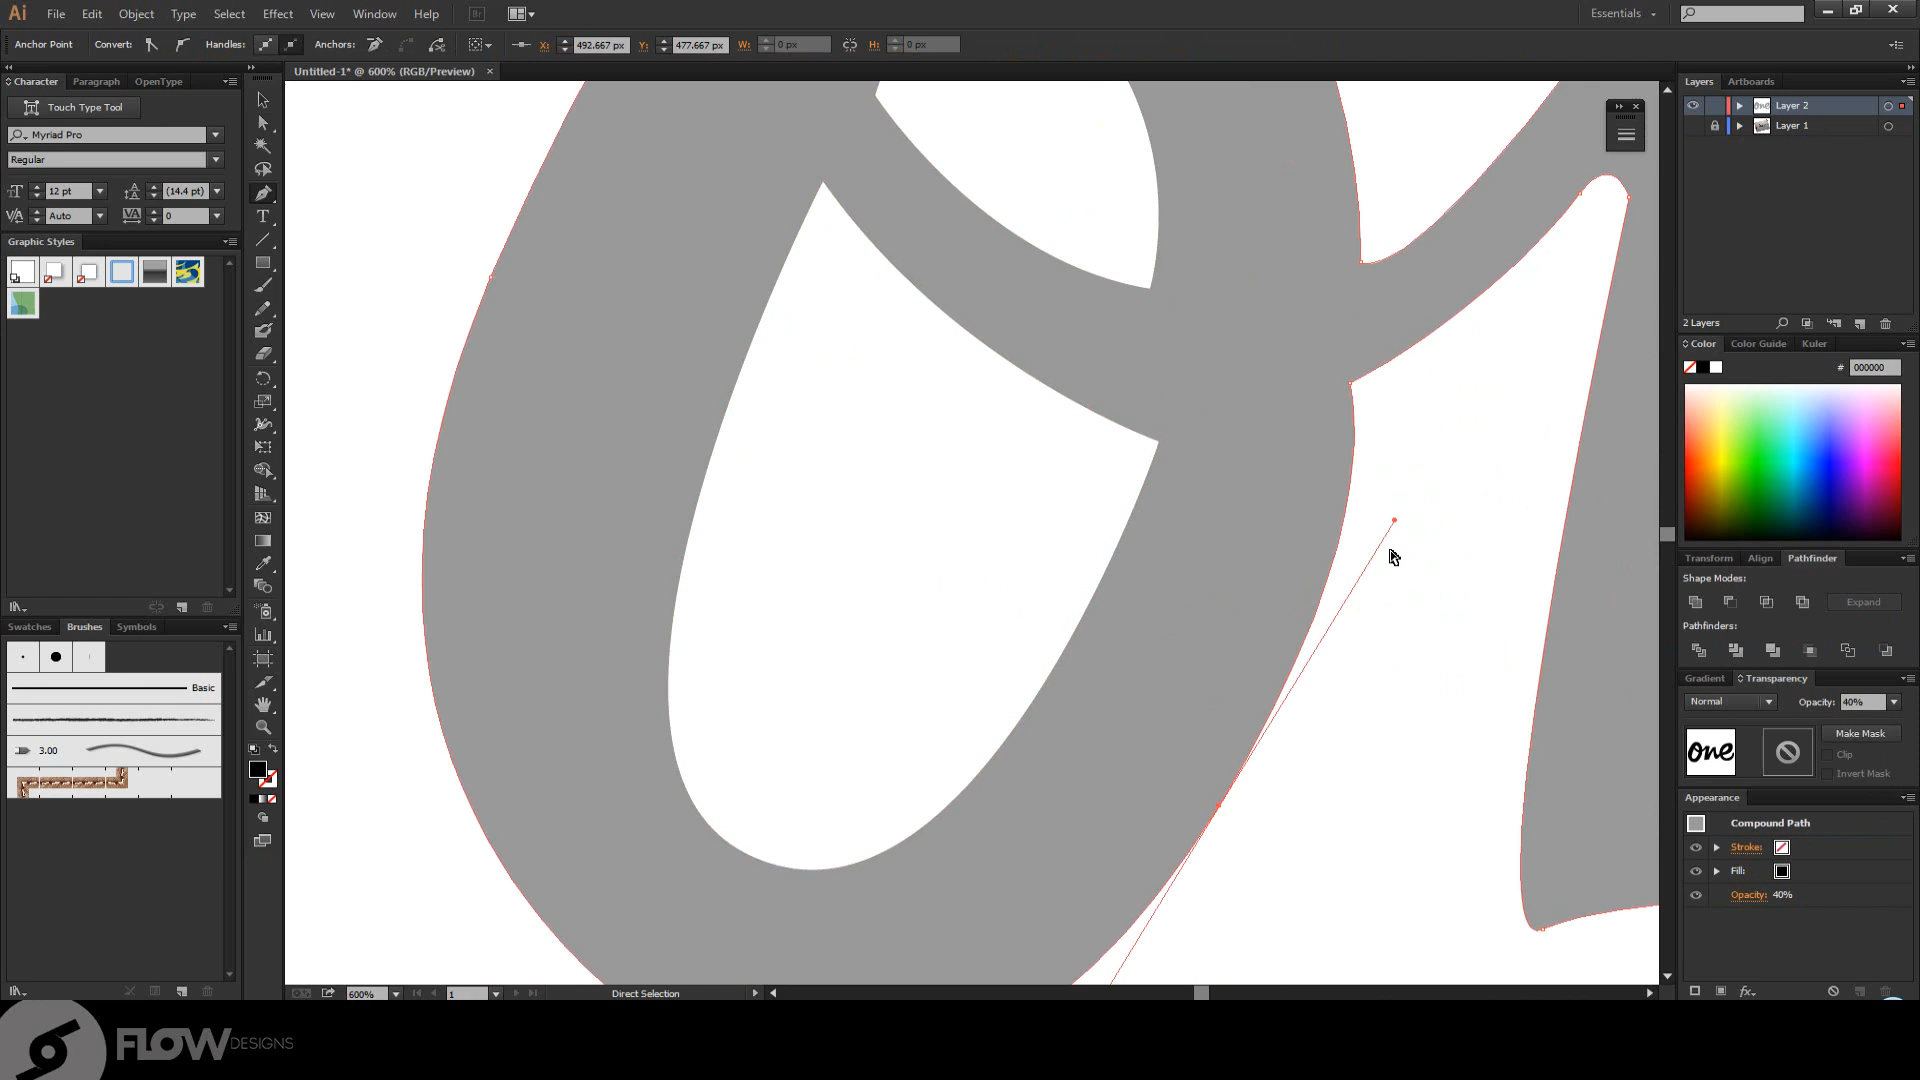 Ai File Edit Object Type Select Effect View Window Help Br Essentials
Anchor Point Convert: Handles: Anchors: X: 492.667 px Y: 477.667 px W: 0 px H: 0 px
Character Paragraph OpenType
Untitled-1* @ 600% (RGB/Preview)
Touch Type Tool
Myriad Pro
Regular
12 pt (14.4 pt)
Auto 0
Graphic Styles
Swatches Brushes Symbols
Basic
3.00
Layers Artboards
Layer 2
Layer 1
2 Layers
Color Color Guide Kuler
# 000000
Transform Align Pathfinder
Shape Modes:
Expand
Pathfinders:
Gradient Transparency
Normal Opacity: 40%
Make Mask
one
Clip
Invert Mask
Appearance
Compound Path
Stroke:
Fill:
Opacity: 40%
600% 1 Direct Selection
fx
FLOW DESIGNS